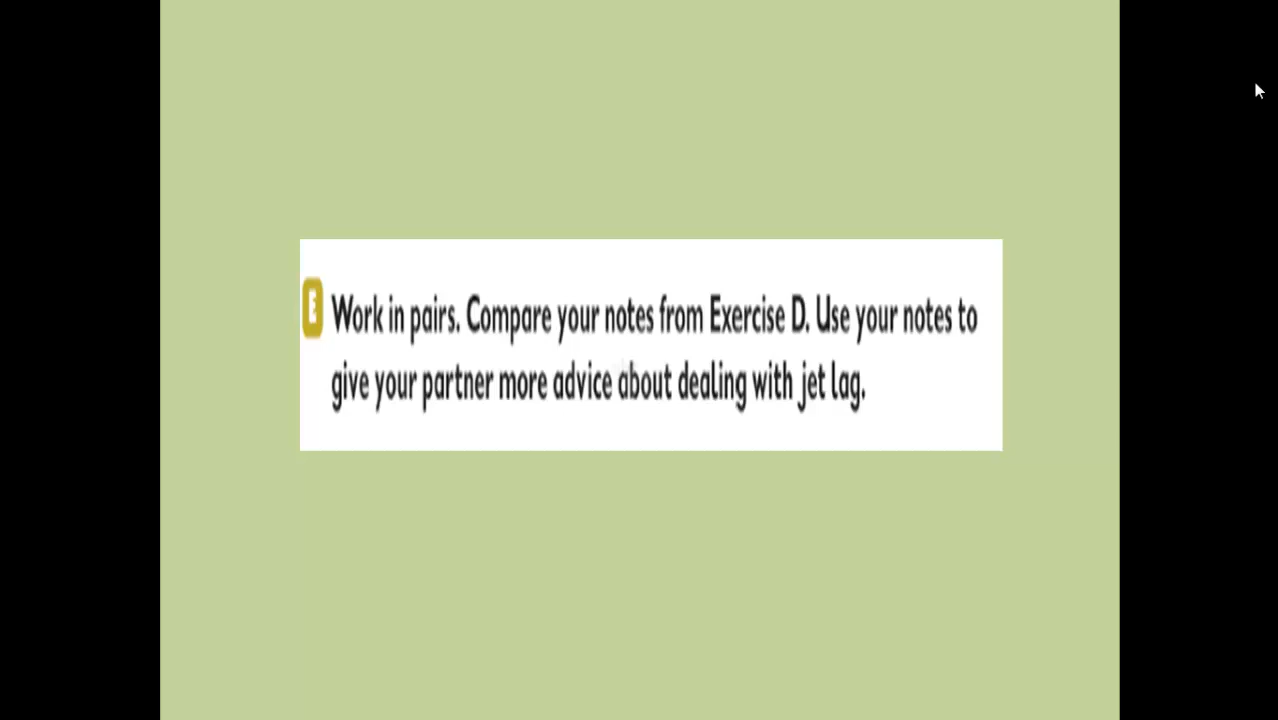 E Work in pairs. Compare your notes from Exercise D. Use your notes to
give your partner more advice about dealing with jet lag.